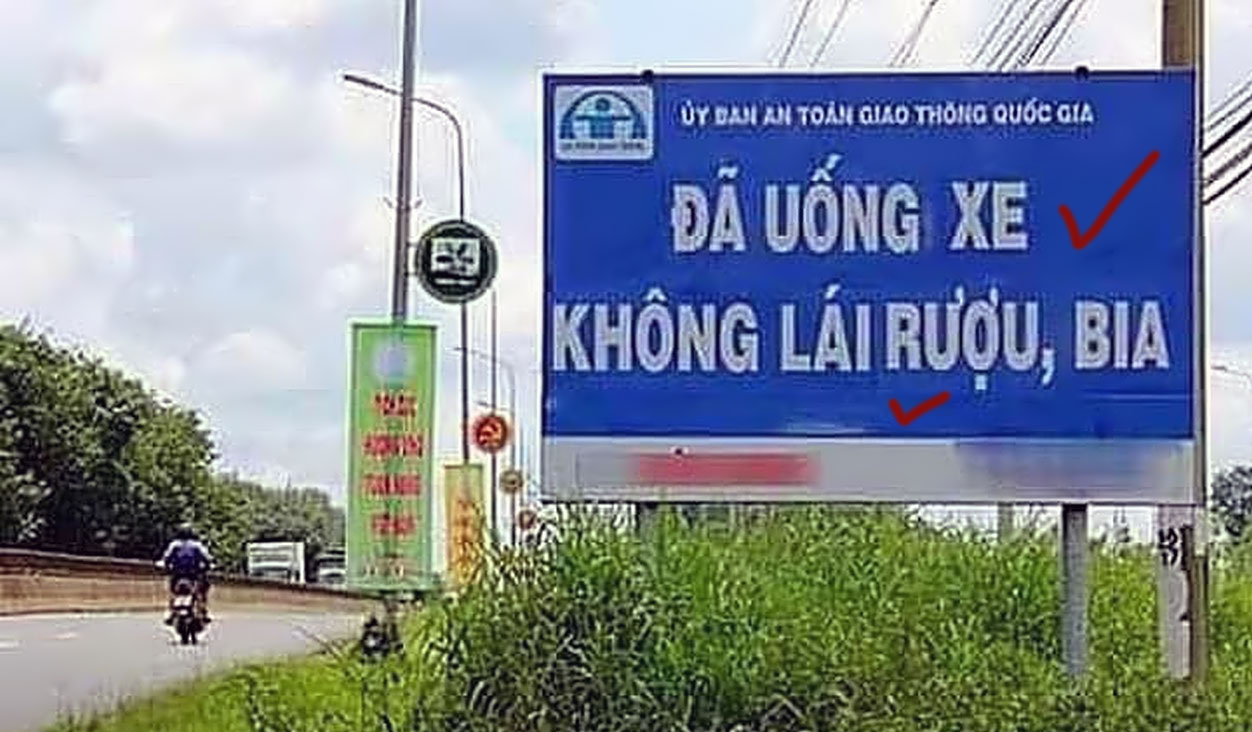 ỦY BAN AN TOÀN GIAO THÔNG QUỐC GIA
ĐÃ UỐNG XE
KHÔNG LÁI RƯỢU, BIA